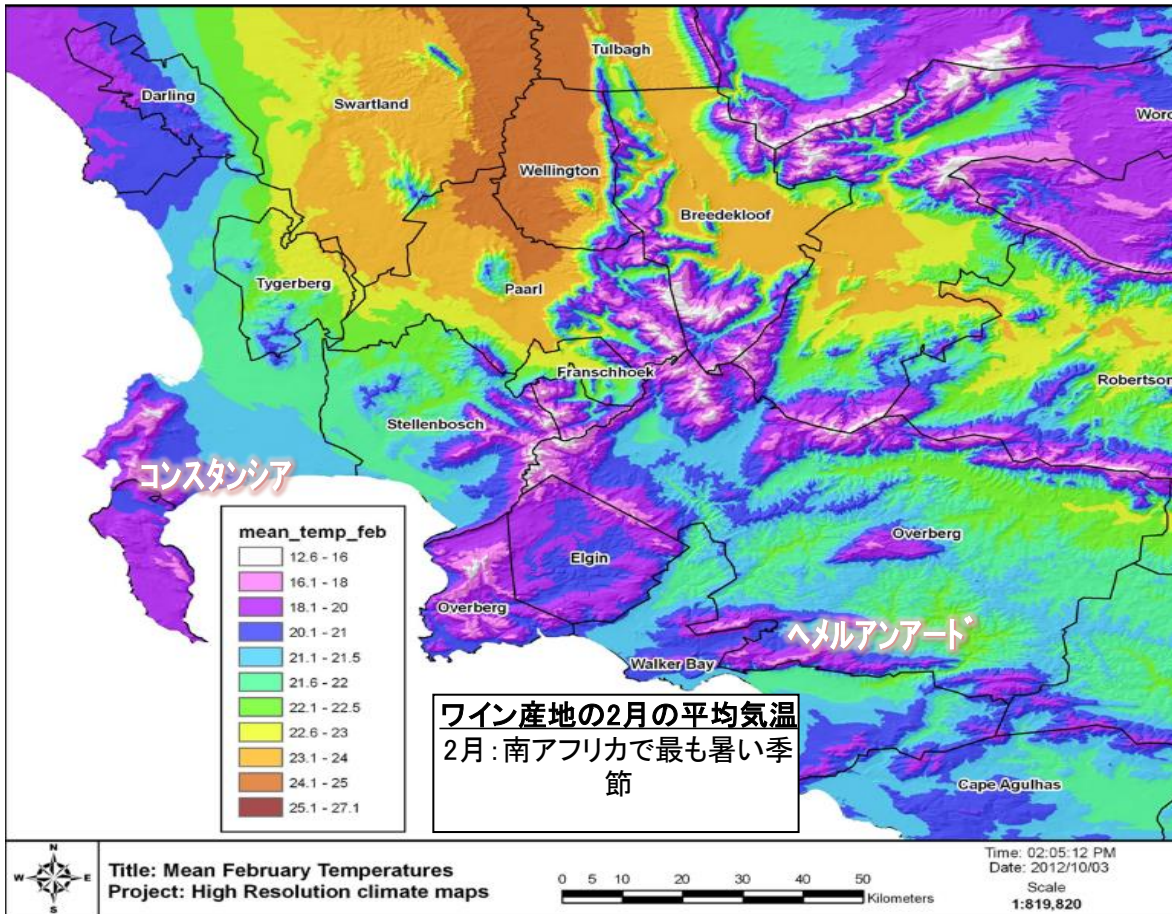 Tulbagh
Darling
Swartland
Worc
Wellington
Breedekloof
Tygerberg
Paarl
Franschhoek
Robertson
Stellenbosch
コンスタンシア
mean_temp_feb
12.6 - 16
16.1 - 18
18.1 - 20
20.1 - 21
21.1 - 21.5
21.6 - 22
22.1 - 22.5
22.6 - 23
23.1 - 24
24.1 - 25
25.1 - 27.1
Overberg
Elgin
Overberg
ヘメルアンアード
Walker Bay
ワイン産地の2月の平均気温
2月:南アフリカで最も暑い季
節
Cape Agulhas
N
W E
S
Title: Mean February Temperatures
Project: High Resolution climate maps
0 5 10 20 30 40 50
Kilometers
Time: 02:05:12 PM
Date: 2012/10/03
Scale
1:819,820